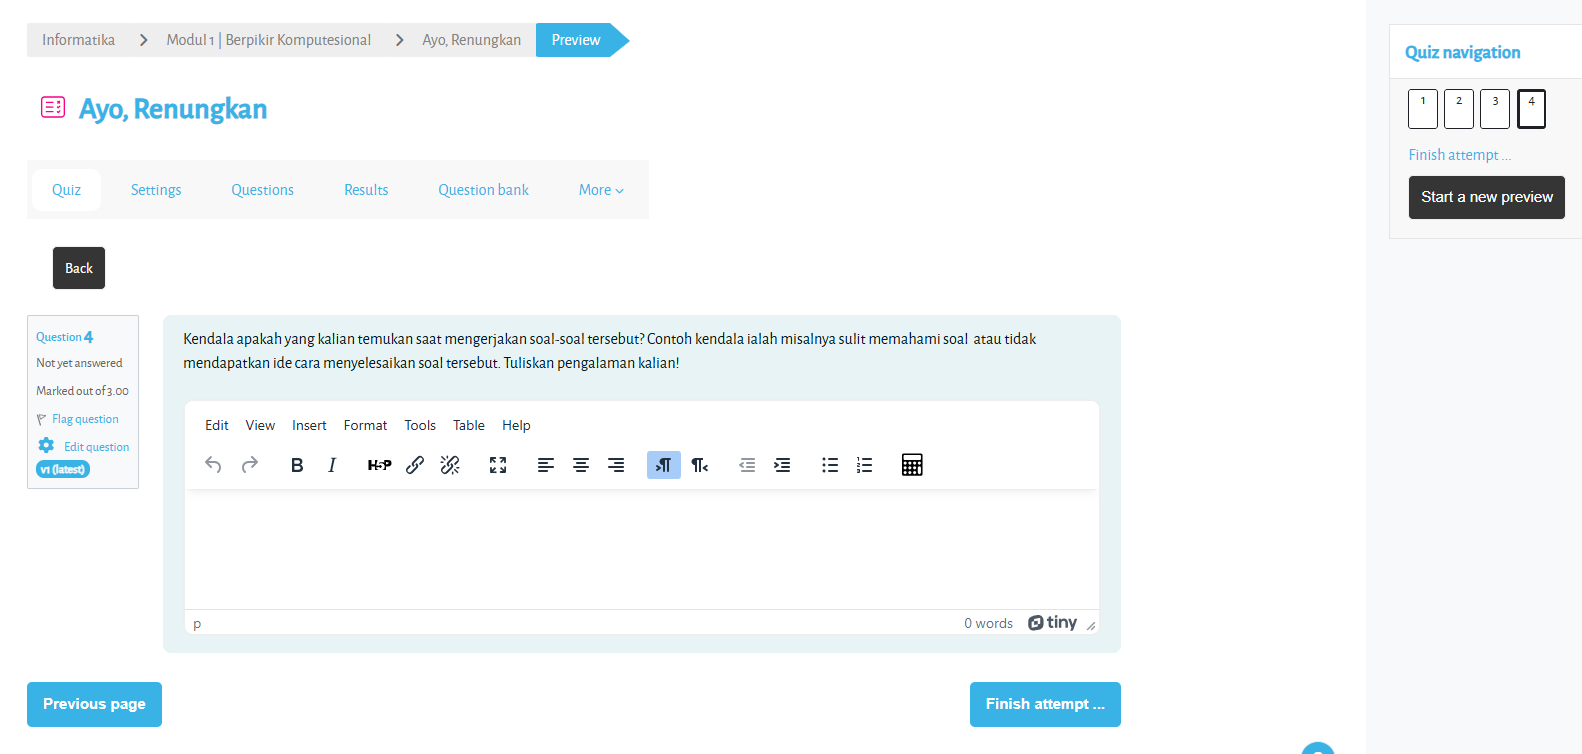 Informatika
Modul 1 | Berpikir Komputesional
Ayo, Renungkan
Preview
Ayo, Renungkan
Quiz
Settings
Questions
Results
Question bank
More
Back
Question 4
Not yet answered
Marked out of 3.00
Flag question
Edit question
v1 (latest)
Kendala apakah yang kalian temukan saat mengerjakan soal-soal tersebut? Contoh kendala ialah misalnya sulit memahami soal atau tidak
mendapatkan ide cara menyelesaikan soal tersebut. Tuliskan pengalaman kalian!
Edit View Insert Format Tools Table Help
B I H5P
p
0 words
tiny
Previous page
Finish attempt ...
Quiz navigation
1 2 3 4
Finish attempt ...
Start a new preview